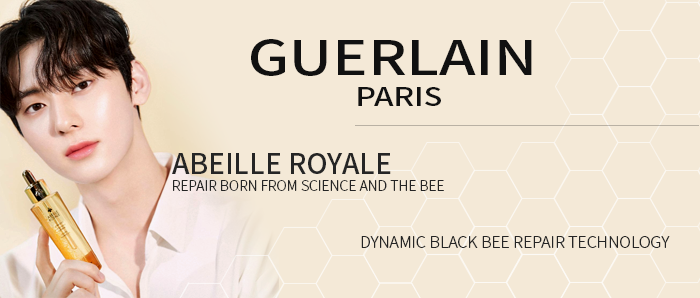 GUERLAIN
PARIS
ABEILLE ROYALE
REPAIR BORN FROM SCIENCE AND THE BEE
DYNAMIC BLACK BEE REPAIR TECHNOLOGY